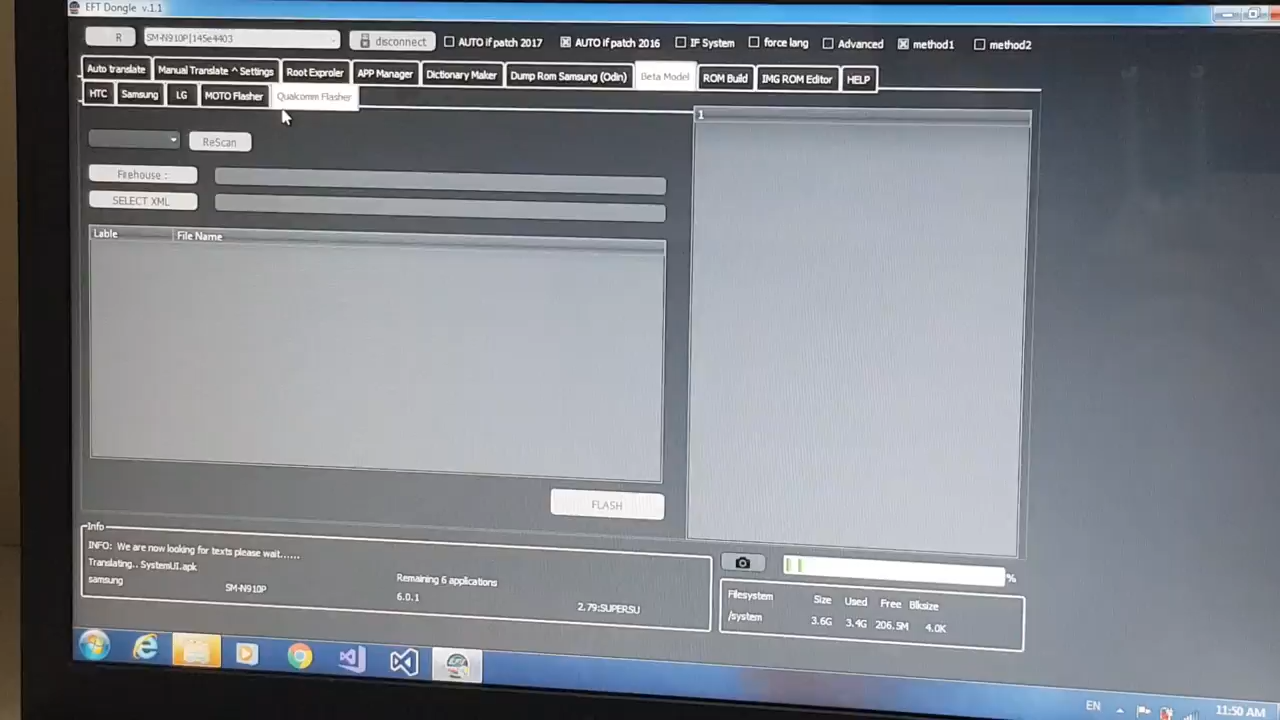 EFT Dongle v.1.1
R SM-N910P|145e4403 disconnect AUTO if patch 2017 AUTO if patch 2016 IF System force lang Advanced method1 method2
Auto translate Manual Translate ^ Settings Root Exproler APP Manager Dictionary Maker Dump Rom Samsung (Odin) Beta Model ROM Build IMG ROM Editor HELP
HTC Samsung LG MOTO Flasher Qualcomm Flasher
1
ReScan
Firehouse :
SELECT XML
Lable File Name
FLASH
Info
INFO: We are now looking for texts please wait......
Translating.. SystemUI.apk
Remaining 6 applications
samsung SM-N910P 6.0.1 2.79:SUPERSU
%
Filesystem Size Used Free Blksize
/system 3.6G 3.4G 206.5M 4.0K
EN 11:50 AM